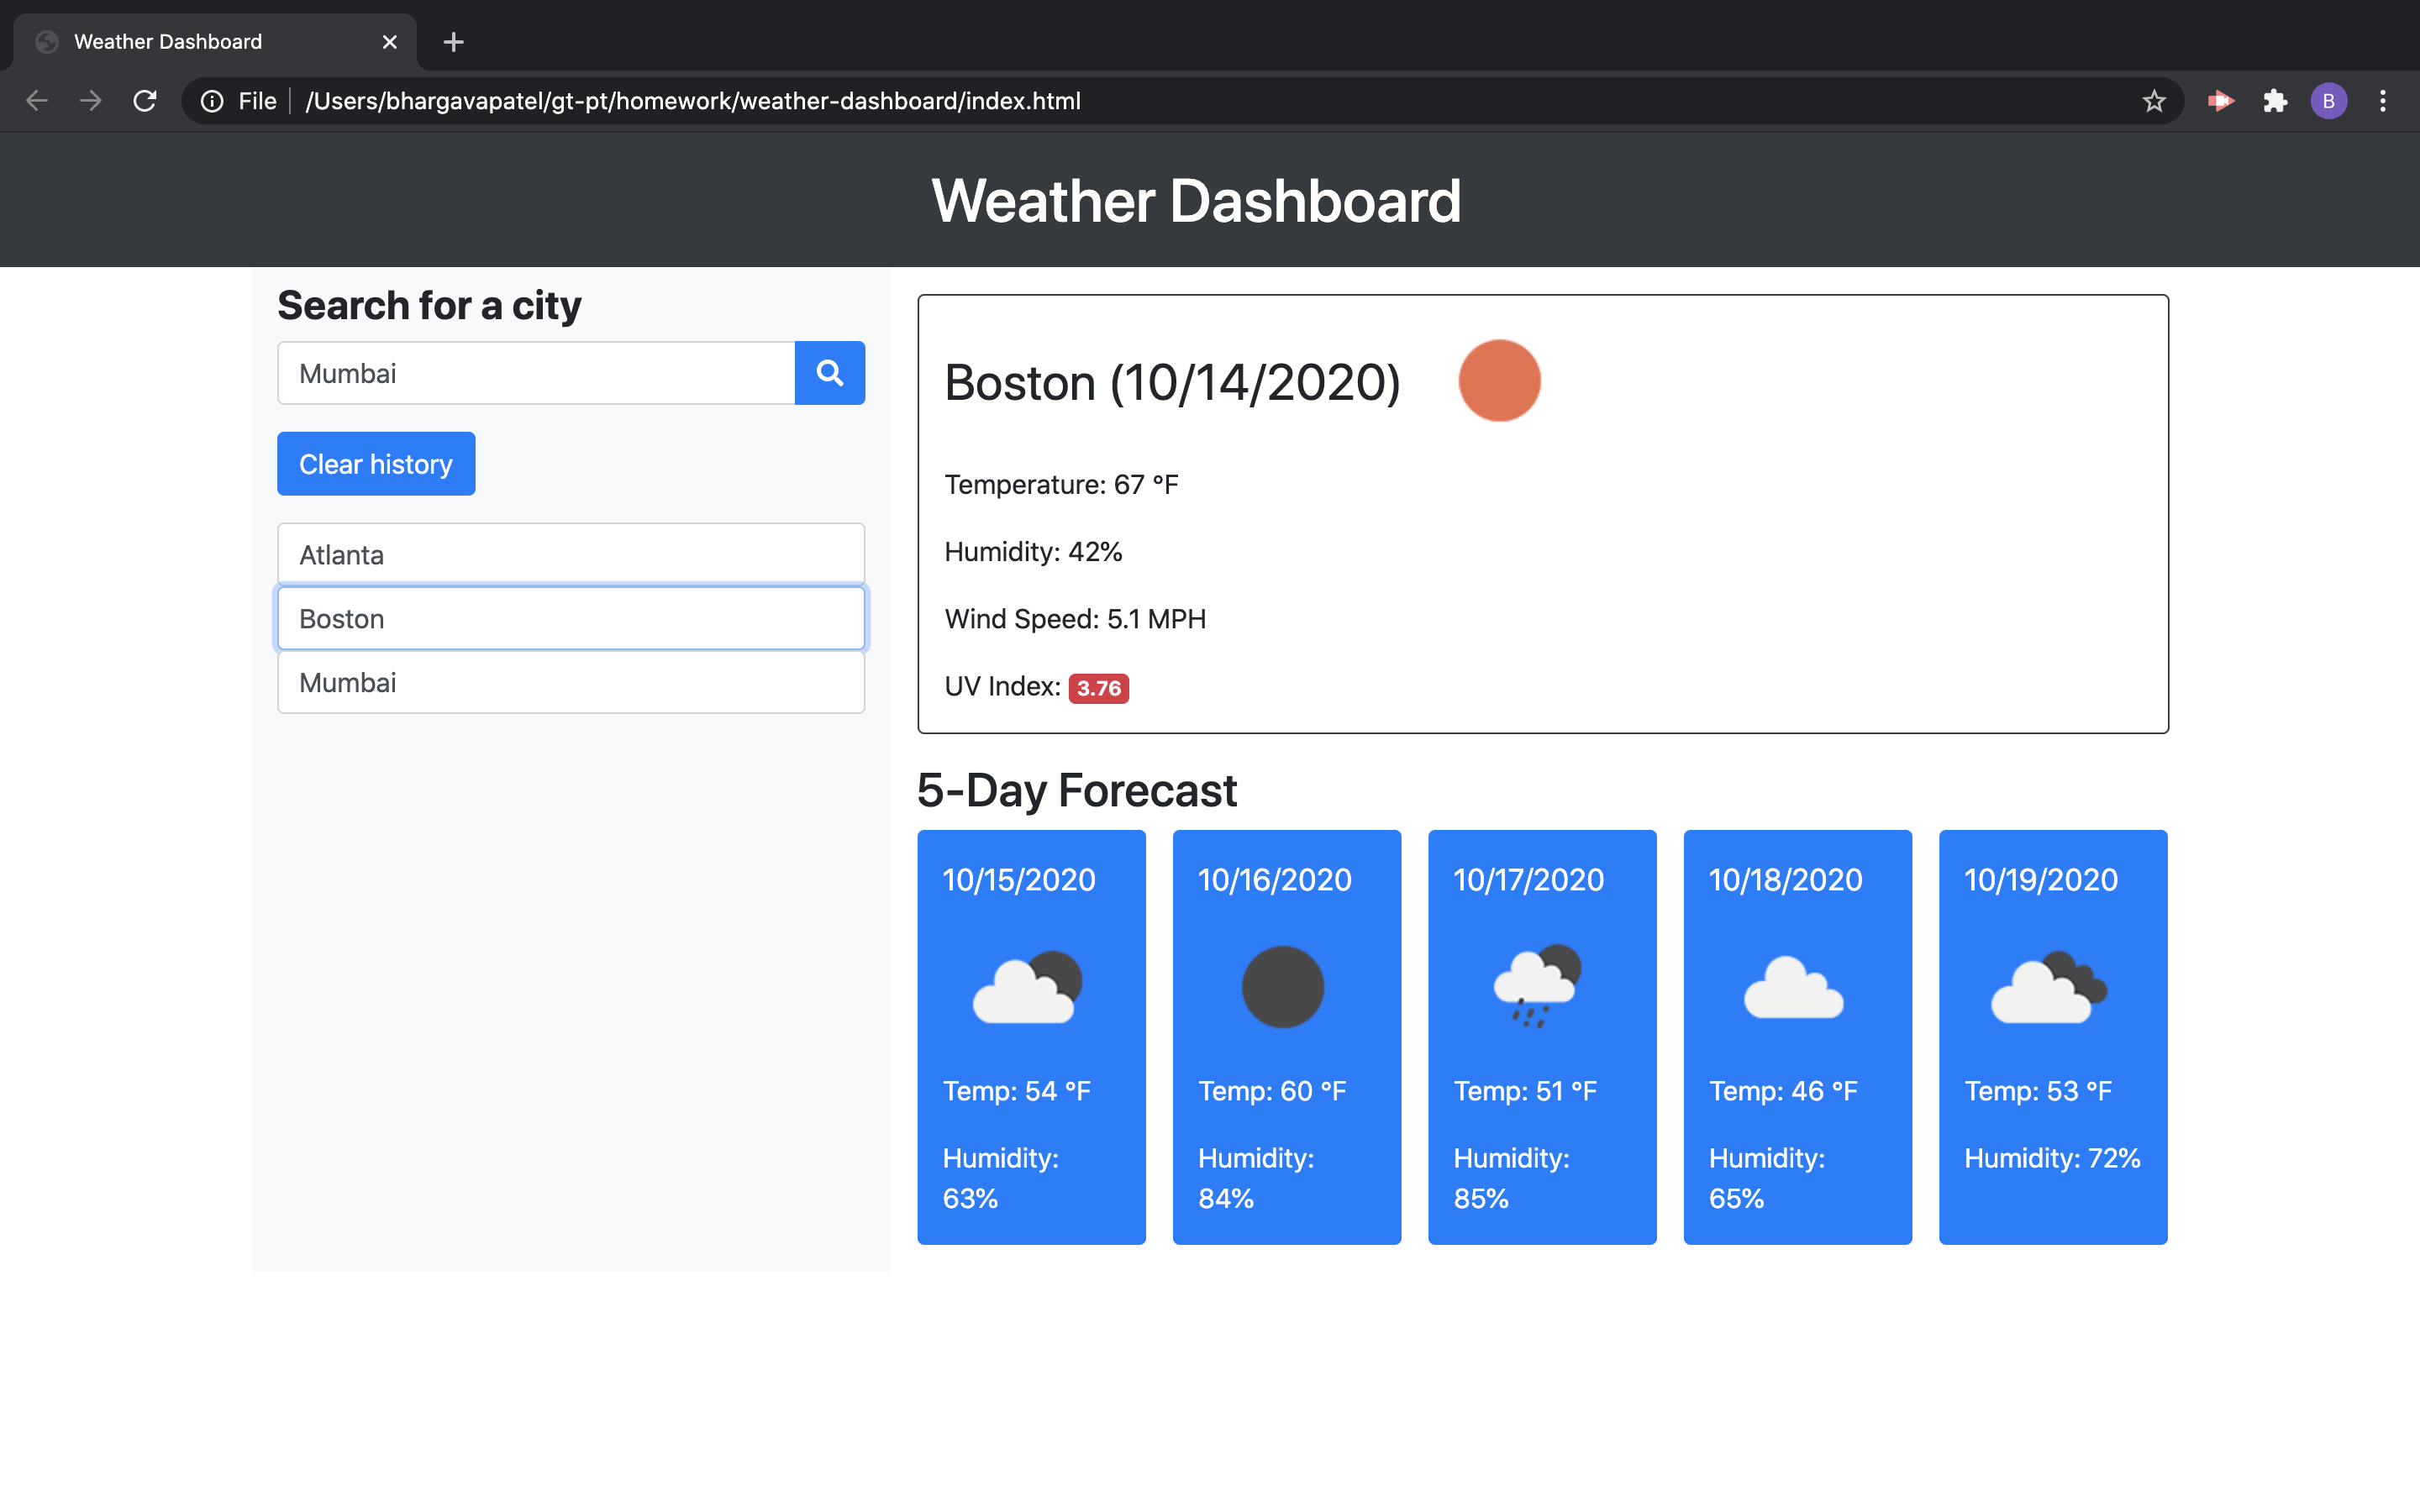 Weather Dashboard
File /Users/bhargavapatel/gt-pt/homework/weather-dashboard/index.html
B
Weather Dashboard
Search for a city
Mumbai
Clear history
Atlanta
Boston
Mumbai
Boston (10/14/2020)
Temperature: 67 °F
Humidity: 42%
Wind Speed: 5.1 MPH
UV Index: 3.76
5-Day Forecast
10/15/2020
Temp: 54 °F
Humidity:
63%
10/16/2020
Temp: 60 °F
Humidity:
84%
10/17/2020
Temp: 51 °F
Humidity:
85%
10/18/2020
Temp: 46 °F
Humidity:
65%
10/19/2020
Temp: 53 °F
Humidity: 72%